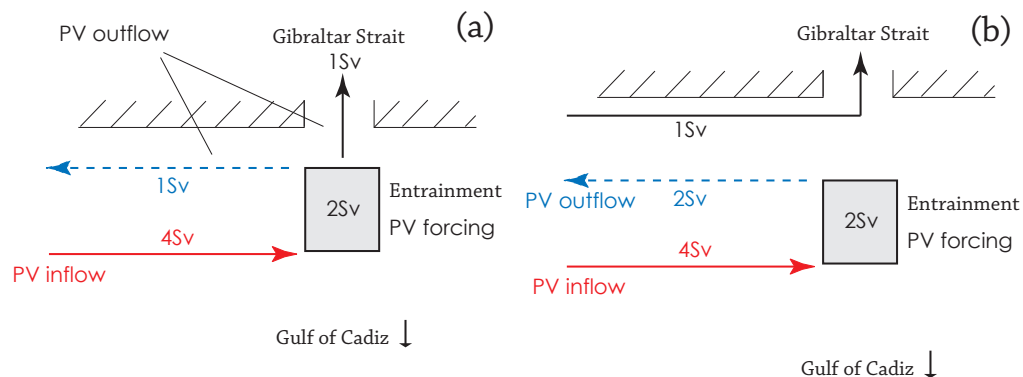 (a)
PV outflow
Gibraltar Strait
1Sv
1Sv
2Sv
Entrainment
PV forcing
4Sv
PV inflow
Gulf of Cadiz
(b)
Gibraltar Strait
1Sv
PV outflow
2Sv
2Sv
Entrainment
PV forcing
4Sv
PV inflow
Gulf of Cadiz